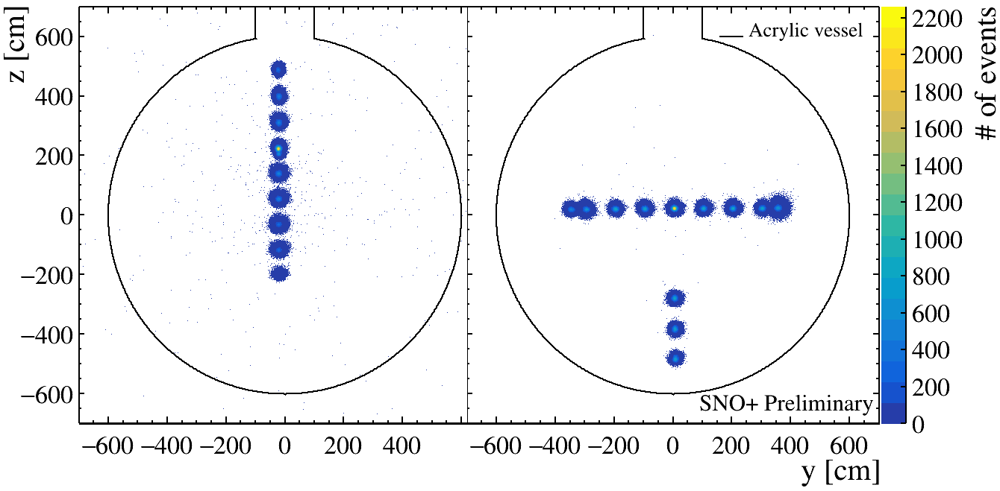 z [cm]
600
400
200
0
−200
−400
−600
−600 −400 −200 0 200 400
−600 −400 −200 0 200 400 600
y [cm]
Acrylic vessel
SNO+ Preliminary
2200
2000
1800
1600
1400
1200
1000
800
600
400
200
0
# of events